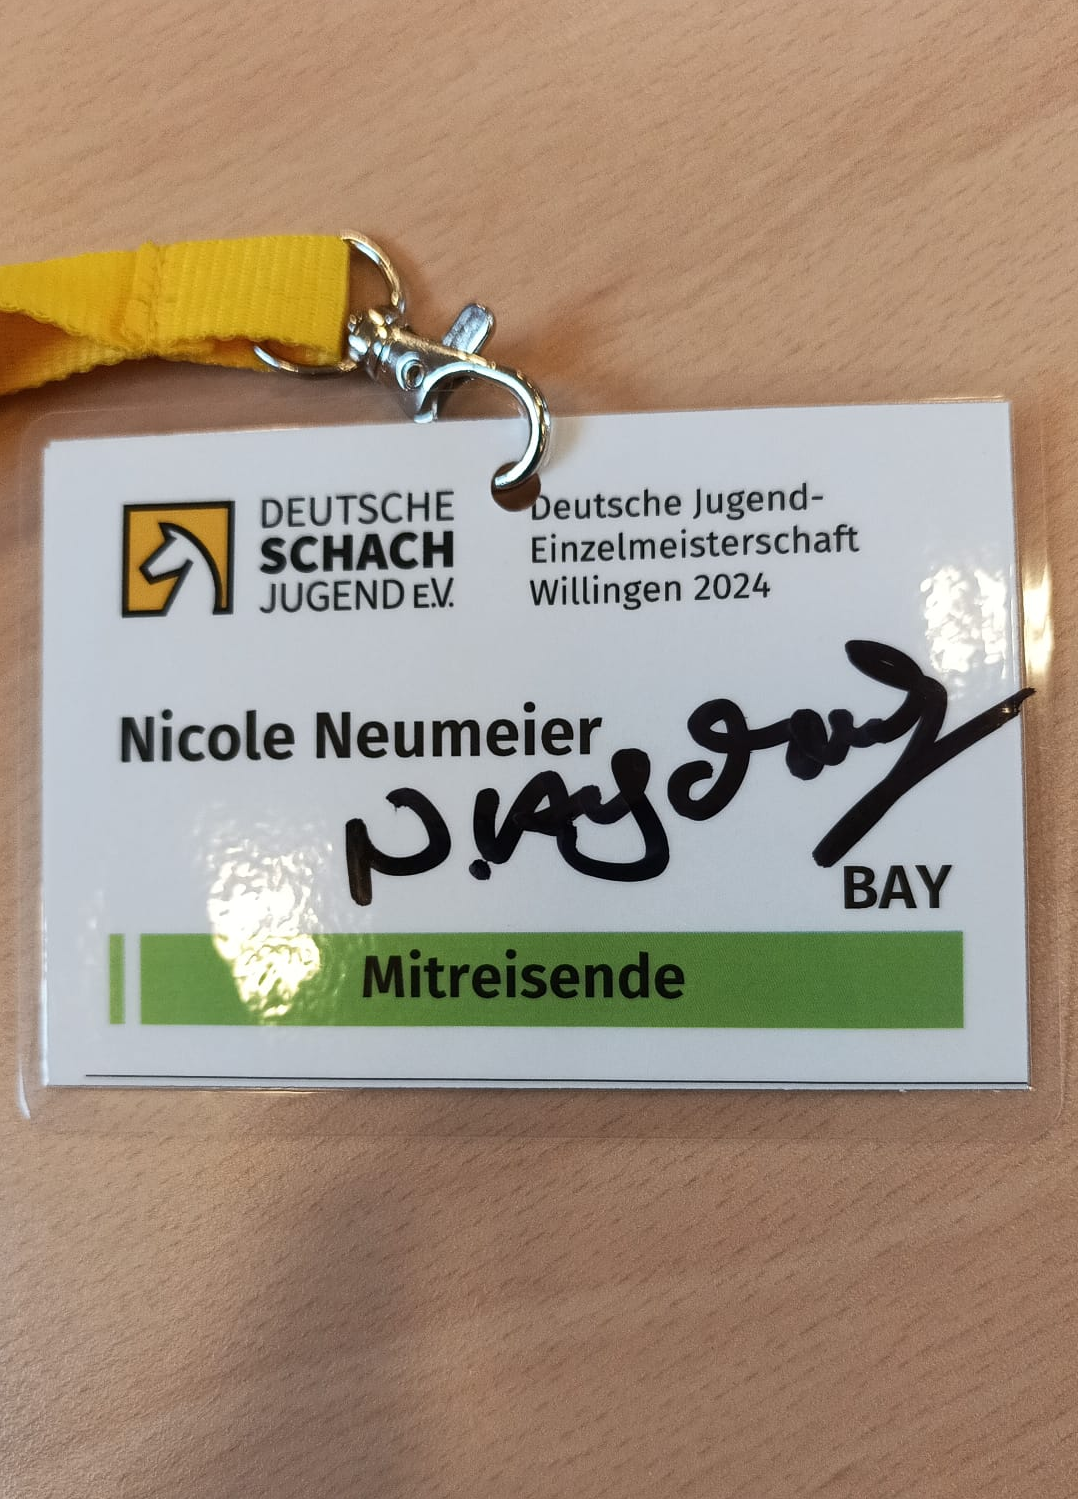 DEUTSCHE
SCHACH
JUGEND E.V.
Deutsche Jugend-
Einzelmeisterschaft
Willingen 2024
Nicole Neumeier
BAY
Mitreisende